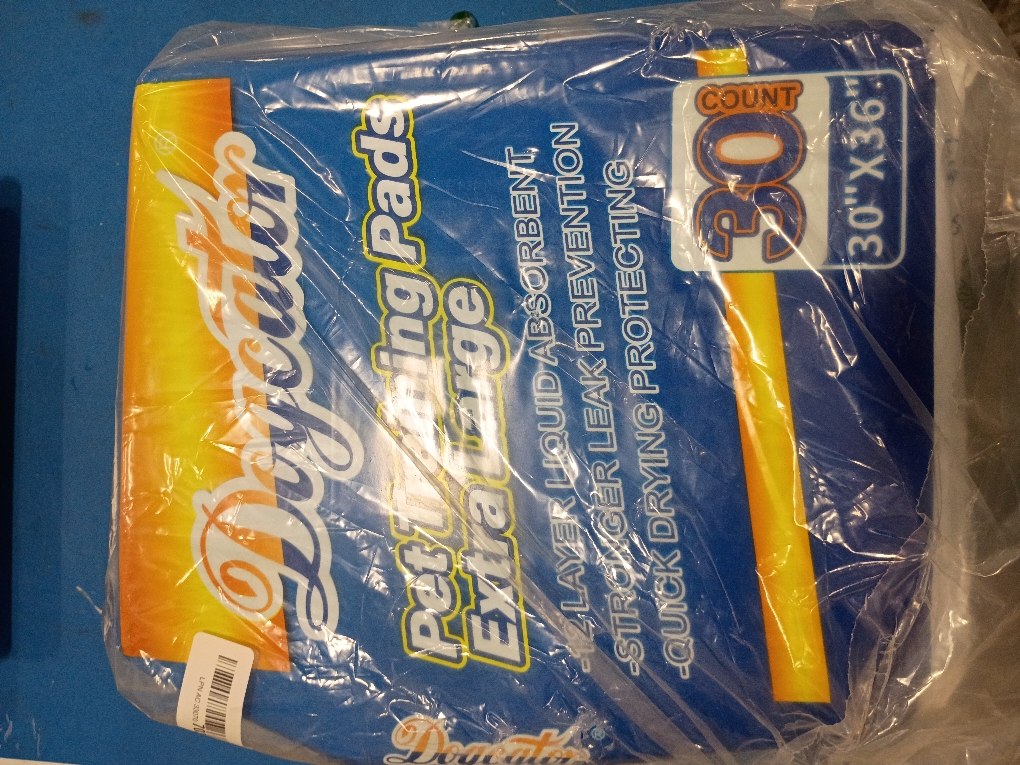 Dogcator
®
Pet Training Pads
Extra Large
-12 LAYER LIQUID ABSORBENT
-STRONGER LEAK PREVENTION
-QUICK DRYING PROTECTING
30
COUNT
30"X36"
Dogcator®